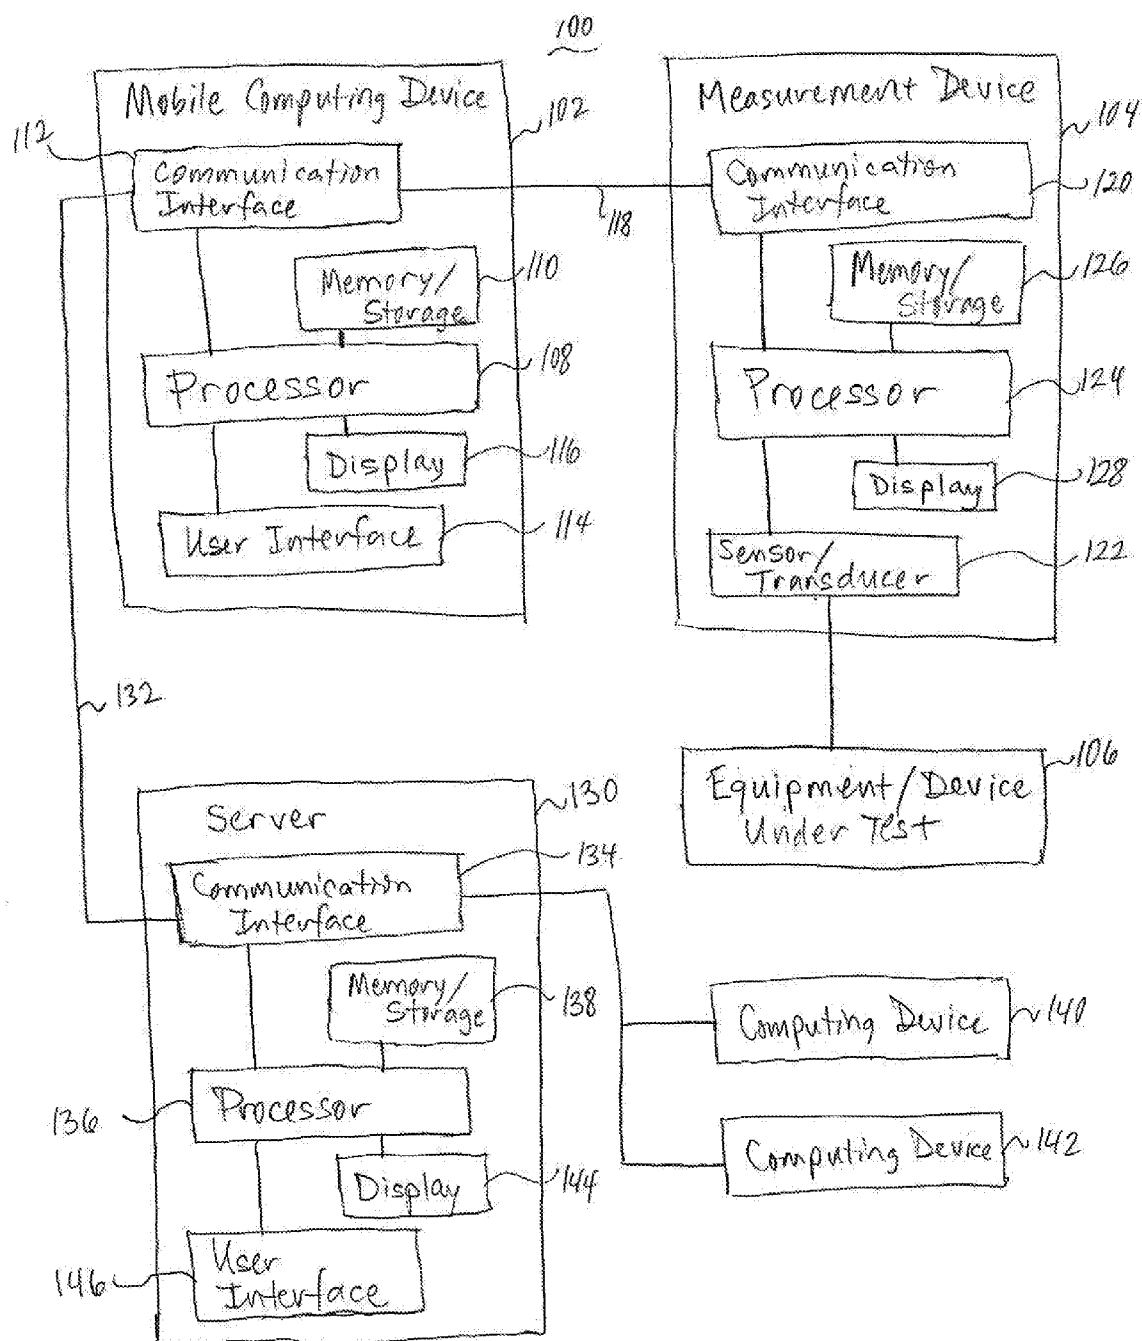 100
Mobile Computing Device
102
112
Communication
Interface
118
Memory/
Storage
110
Processor
108
Display
116
User Interface
114
Measurement Device
104
Communication
Interface
120
Memory/
Storage
126
Processor
124
Display
128
Sensor/
Transducer
122
132
Equipment/Device
Under Test
106
Server
130
Communication
Interface
134
Memory/
Storage
138
Processor
136
Display
144
User
Interface
146
Computing Device
140
Computing Device
142